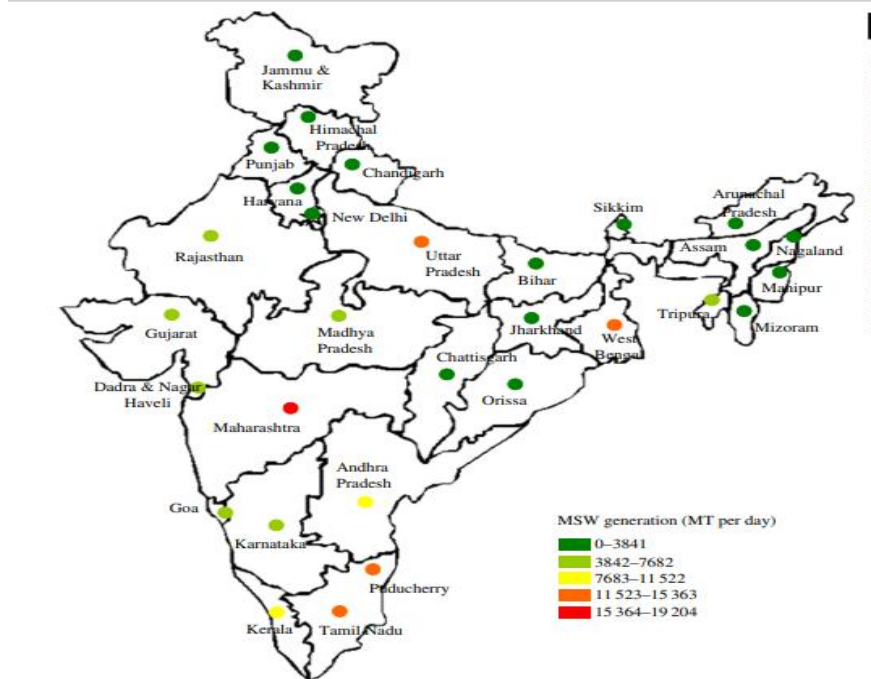 Jammu &
Kashmir
Himachal
Pradesh
Punjab
Chandigarh
Haryana
New Delhi
Sikkim
Arunachal
Pradesh
Assam
Nagaland
Rajasthan
Uttar
Pradesh
Bihar
Manipur
Tripura
Mizoram
Gujarat
Madhya
Pradesh
Jharkhand
West
Bengal
Chattisgarh
Dadra & Nagar
Haveli
Orissa
Maharashtra
Andhra
Pradesh
Goa
Karnataka
Puducherry
Kerala
Tamil Nadu
MSW generation (MT per day)
0–3841
3842–7682
7683–11 522
11 523–15 363
15 364–19 204